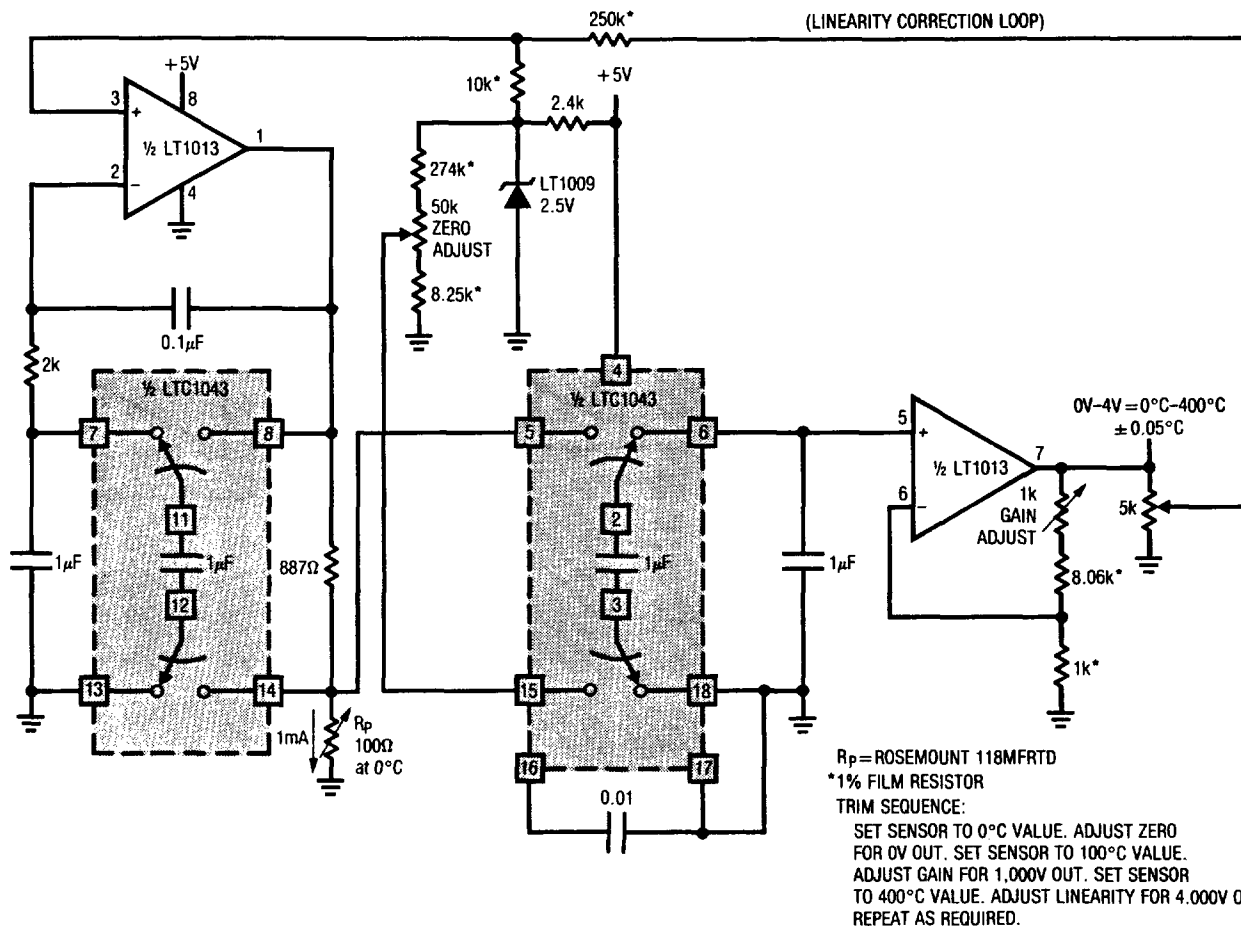 250k*
(LINEARITY CORRECTION LOOP)
+5V
3
8
+
½ LT1013
1
2
−
4
10k*
+5V
2.4k
274k*
LT1009
2.5V
50k
ZERO
ADJUST
8.25k*
0.1µF
2k
½ LTC1043
7
8
11
1µF
1µF
12
887Ω
13
14
1mA
RP
100Ω
at 0°C
4
½ LTC1043
5
6
2
1µF
3
1µF
15
18
16
17
0.01
5
+
½ LT1013
7
6
−
0V–4V=0°C–400°C
±0.05°C
1k
GAIN
ADJUST
5k
8.06k*
1k*
RP=ROSEMOUNT 118MFRTD
*1% FILM RESISTOR
TRIM SEQUENCE:
SET SENSOR TO 0°C VALUE. ADJUST ZERO
FOR 0V OUT. SET SENSOR TO 100°C VALUE.
ADJUST GAIN FOR 1,000V OUT. SET SENSOR
TO 400°C VALUE. ADJUST LINEARITY FOR 4.000V O
REPEAT AS REQUIRED.